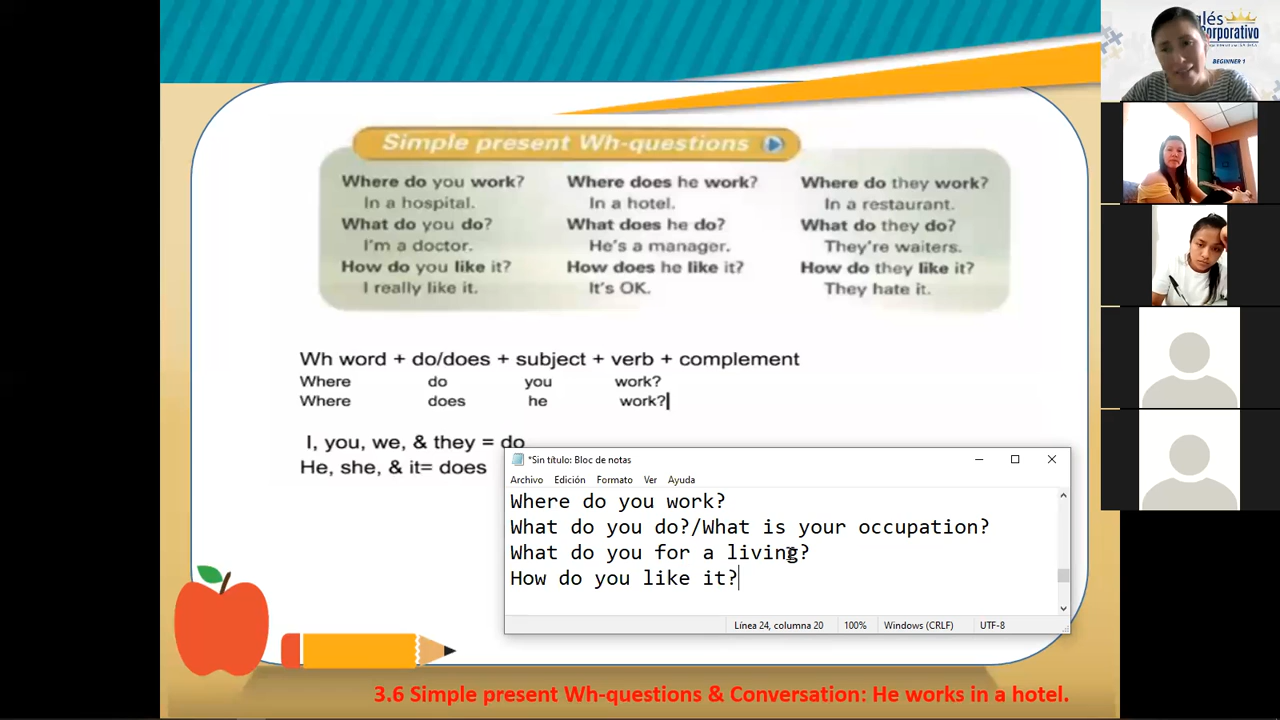 Simple present Wh-questions
Where do you work?
In a hospital.
What do you do?
I'm a doctor.
How do you like it?
I really like it.
Where does he work?
In a hotel.
What does he do?
He's a manager.
How does he like it?
It's OK.
Where do they work?
In a restaurant.
What do they do?
They're waiters.
How do they like it?
They hate it.
Wh word + do/does + subject + verb + complement
Where do you work?
Where does he work?
I, you, we, & they = do
He, she, & it= does
*Sin título: Bloc de notas
Archivo Edición Formato Ver Ayuda
Where do you work?
What do you do?/What is your occupation?
What do you for a living?
How do you like it?
Línea 24, columna 20 100% Windows (CRLF) UTF-8
3.6 Simple present Wh-questions & Conversation: He works in a hotel.
BEGINNER 1